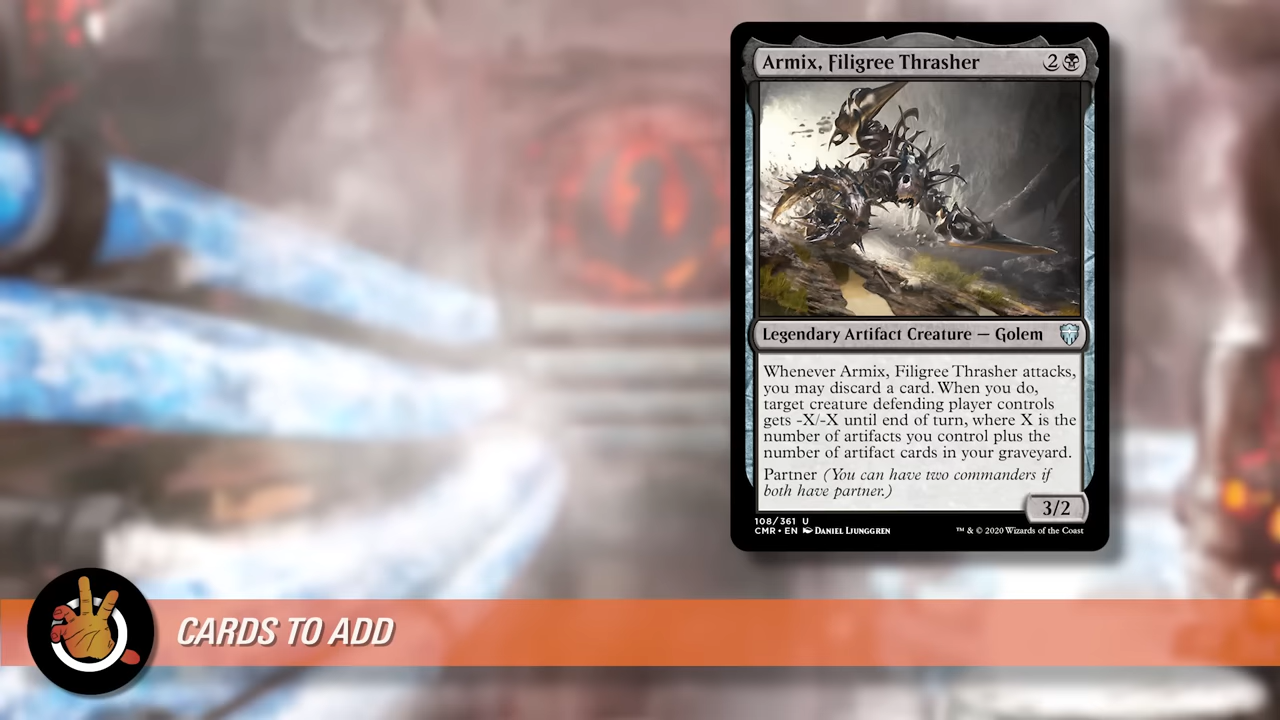 Armix, Filigree Thrasher 2
Legendary Artifact Creature — Golem
Whenever Armix, Filigree Thrasher attacks,
you may discard a card. When you do,
target creature defending player controls
gets -X/-X until end of turn, where X is the
number of artifacts you control plus the
number of artifact cards in your graveyard.
Partner (You can have two commanders if
both have partner.)
3/2
108/361 U
CMR • EN DANIEL LJUNGGREN
™ & © 2020 Wizards of the Coast
CARDS TO ADD